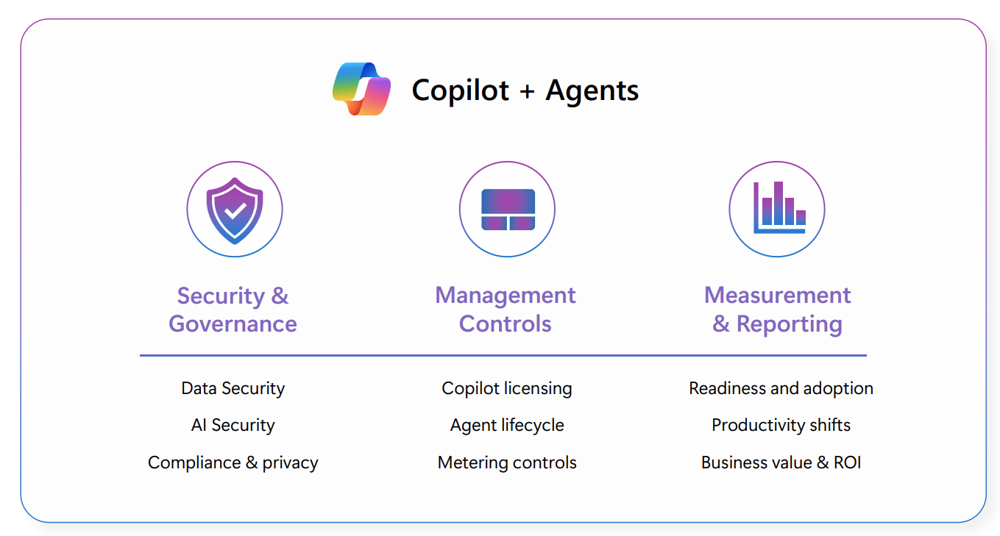 Copilot + Agents
Security &
Governance
Management
Controls
Measurement
& Reporting
Data Security
AI Security
Compliance & privacy
Copilot licensing
Agent lifecycle
Metering controls
Readiness and adoption
Productivity shifts
Business value & ROI